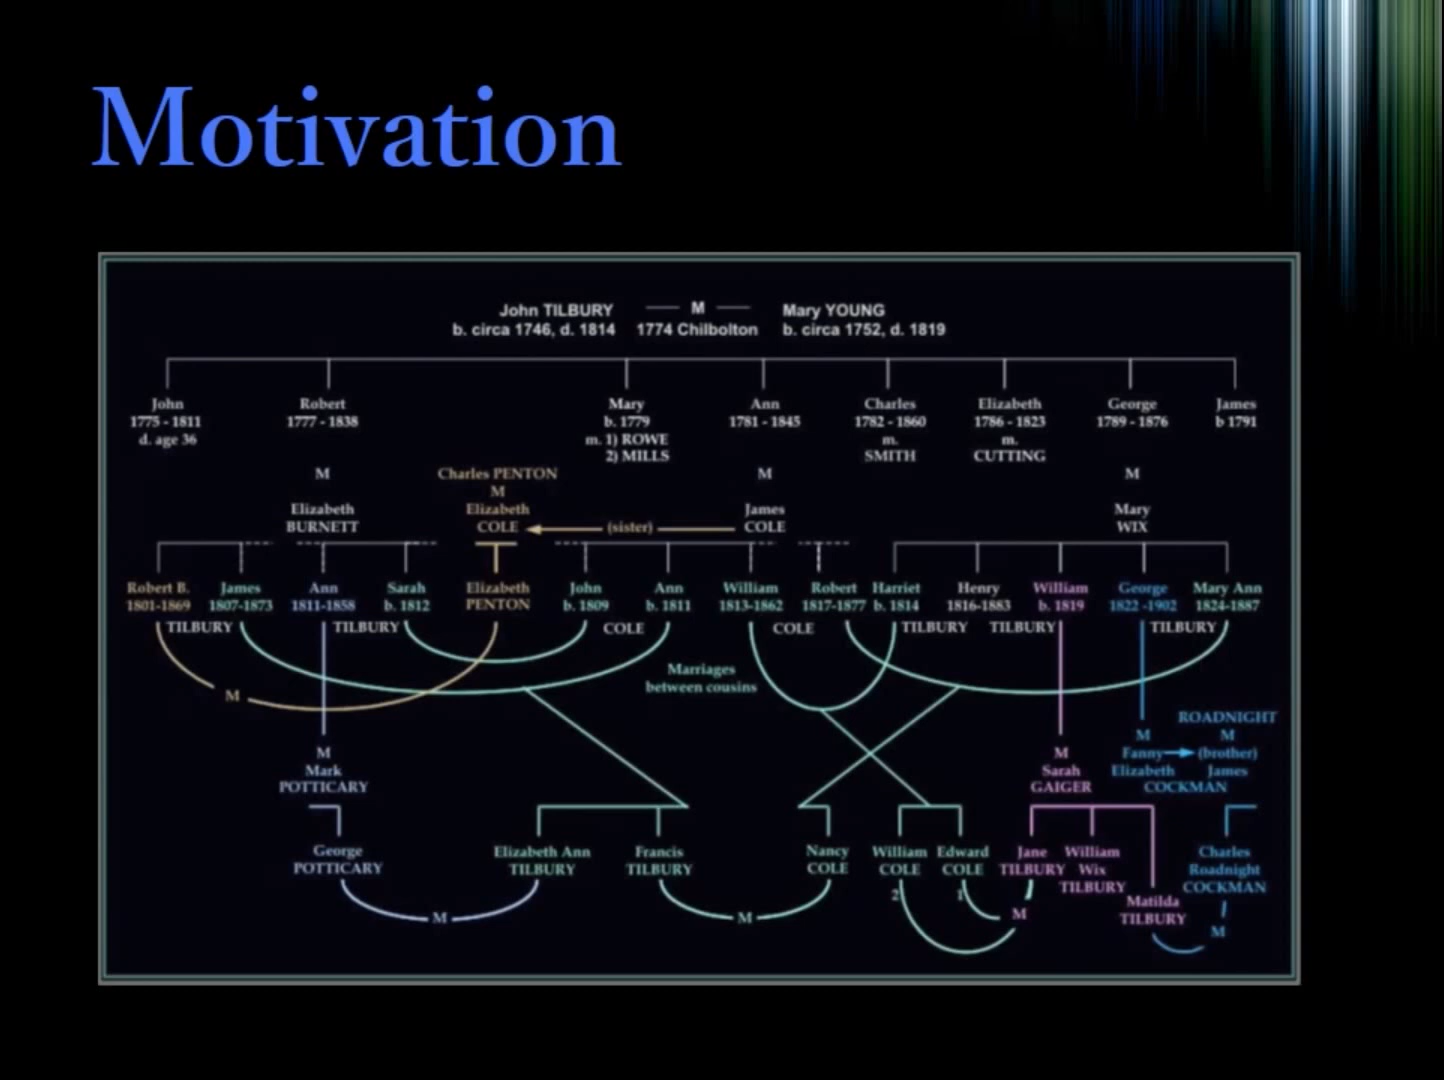 Motivation
John TILBURY — M — Mary YOUNG
b. circa 1746, d. 1814 1774 Chilbolton b. circa 1752, d. 1819
John Robert Mary Ann Charles Elizabeth George James
1775 - 1811 1777 - 1838 b. 1779 1781 - 1845 1782 - 1860 1786 - 1823 1789 - 1876 b 1791
d. age 36 m. 1) ROWE m. m.
2) MILLS SMITH CUTTING
M Charles PENTON M M
M
Elizabeth Elizabeth James Mary
BURNETT COLE (sister) COLE WIX
Robert B. James Ann Sarah Elizabeth John Ann William Robert Harriet Henry William George Mary Ann
1801-1869 1807-1873 1811-1858 b. 1812 PENTON b. 1809 b. 1811 1813-1862 1817-1877 b. 1814 1816-1883 b. 1819 1822 -1902 1824-1887
TILBURY TILBURY COLE COLE TILBURY TILBURY TILBURY
Marriages
between cousins
M
ROADNIGHT
M M
M M Fanny (brother)
Mark Sarah Elizabeth James
POTTICARY GAIGER COCKMAN
George Elizabeth Ann Francis Nancy William Edward Jane William Charles
POTTICARY TILBURY TILBURY COLE COLE COLE TILBURY Wix Roadnight
2 1 TILBURY COCKMAN
Matilda
M M M TILBURY
M